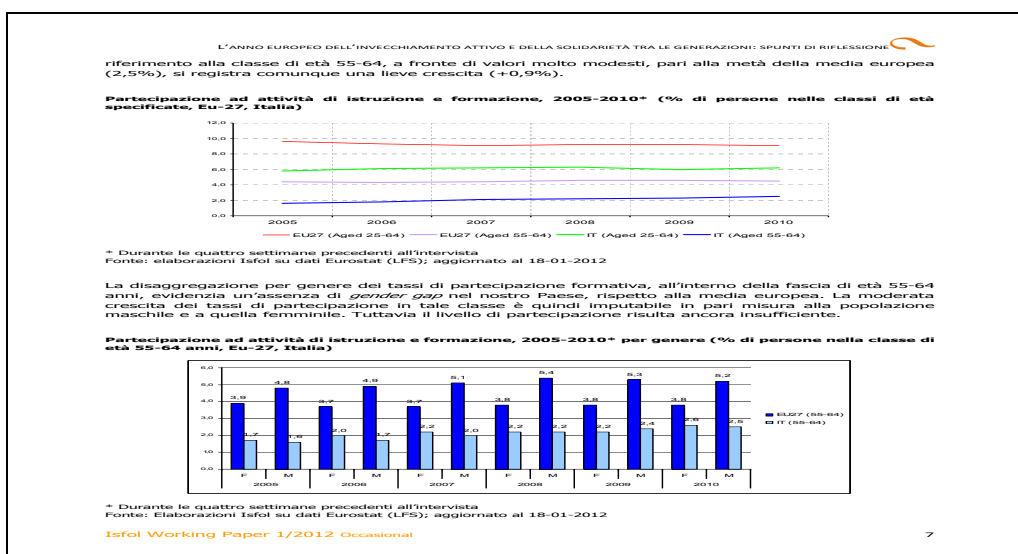 L'ANNO EUROPEO DELL'INVECCHIAMENTO ATTIVO E DELLA SOLIDARIETÀ TRA LE GENERAZIONI: SPUNTI DI RIFLESSIONE
riferimento alla classe di età 55-64, a fronte di valori molto modesti, pari alla metà della media europea
(2,5%), si registra comunque una lieve crescita (+0,9%).
Partecipazione ad attività di istruzione e formazione, 2005-2010* (% di persone nelle classi di età
specificate, Eu-27, Italia)
12,0
10,0
8,0
6,0
4,0
2,0
0,0
2005 2006 2007 2008 2009 2010
EU27 (Aged 25-64) EU27 (Aged 55-64) IT (Aged 25-64) IT (Aged 55-64)
* Durante le quattro settimane precedenti all'intervista
Fonte: elaborazioni Isfol su dati Eurostat (LFS); aggiornato al 18-01-2012
La disaggregazione per genere dei tassi di partecipazione formativa, all'interno della fascia di età 55-64
anni, evidenzia un'assenza di gender gap nel nostro Paese, rispetto alla media europea. La moderata
crescita dei tassi di partecipazione in tale classe è quindi imputabile in pari misura alla popolazione
maschile e a quella femminile. Tuttavia il livello di partecipazione risulta ancora insufficiente.
Partecipazione ad attività di istruzione e formazione, 2005-2010* per genere (% di persone nella classe di
età 55-64 anni, Eu-27, Italia)
6,0
5,0
4,0
3,0
2,0
1,0
0,0
3,9 4,8 3,7 4,9 3,7 5,1 3,8 5,4 3,8 5,3 3,8 5,2
1,7 1,6 2,0 1,7 2,2 2,0 2,2 2,2 2,2 2,4 2,6 2,5
F M F M F M F M F M F M
2005 2006 2007 2008 2009 2010
EU27 (55-64)
IT (55-64)
* Durante le quattro settimane precedenti all'intervista
Fonte: Elaborazioni Isfol su dati Eurostat (LFS); aggiornato al 18-01-2012
Isfol Working Paper 1/2012 Occasional 7